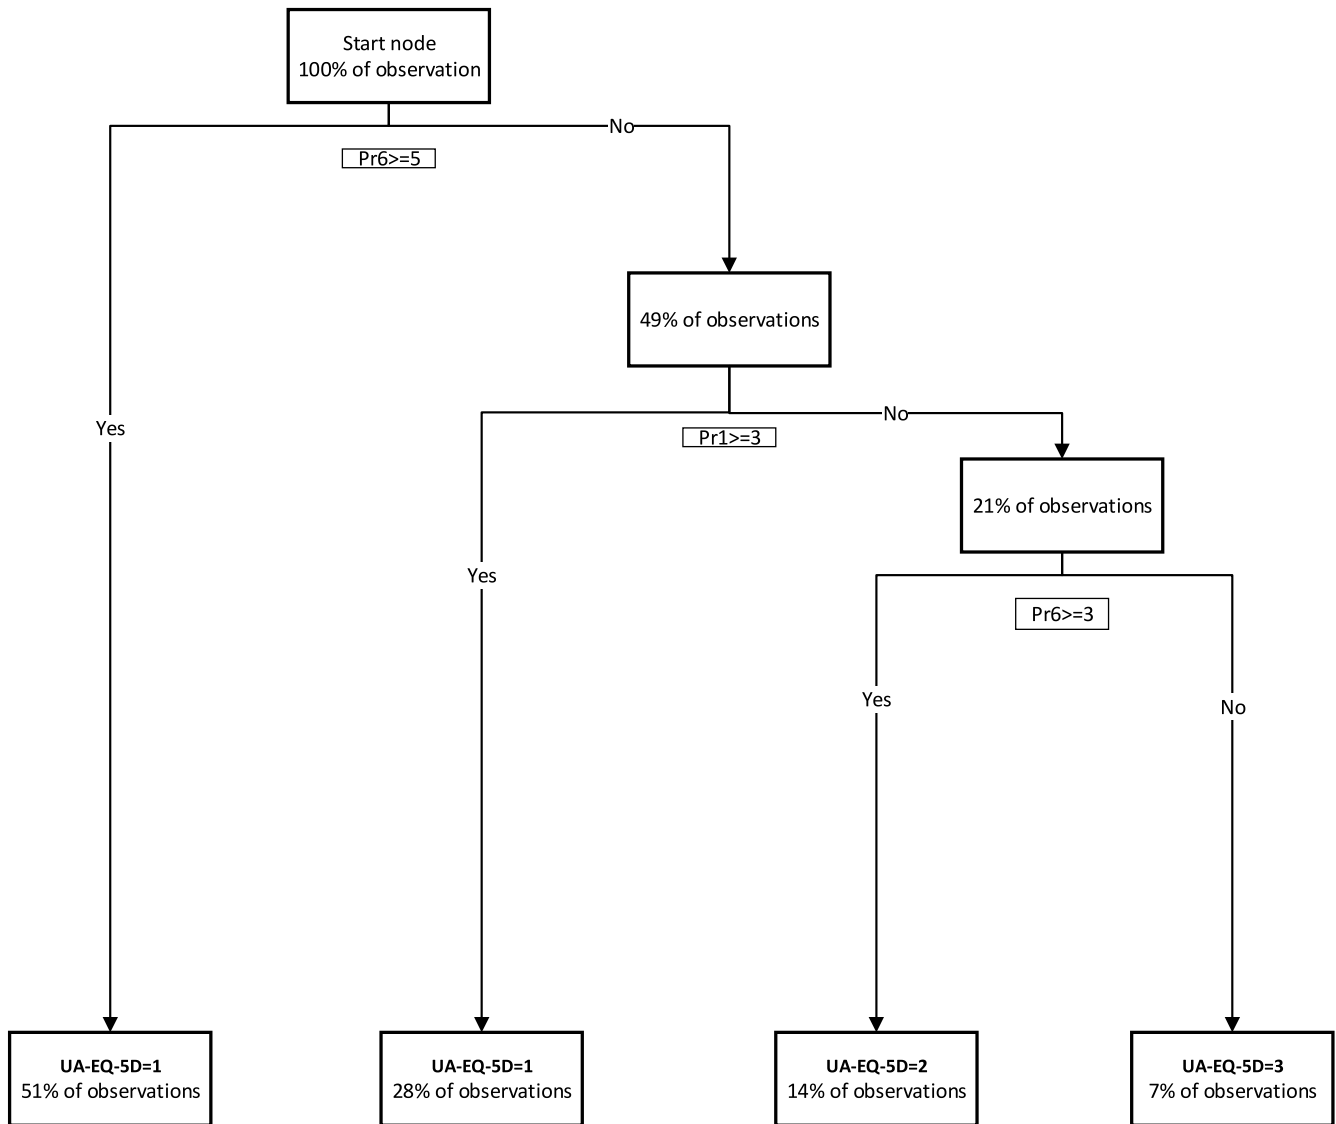 Start node
100% of observation
No
Pr6>=5
49% of observations
Yes
No
Pr1>=3
21% of observations
Yes
Pr6>=3
Yes
No
UA-EQ-5D=1
51% of observations
UA-EQ-5D=1
28% of observations
UA-EQ-5D=2
14% of observations
UA-EQ-5D=3
7% of observations